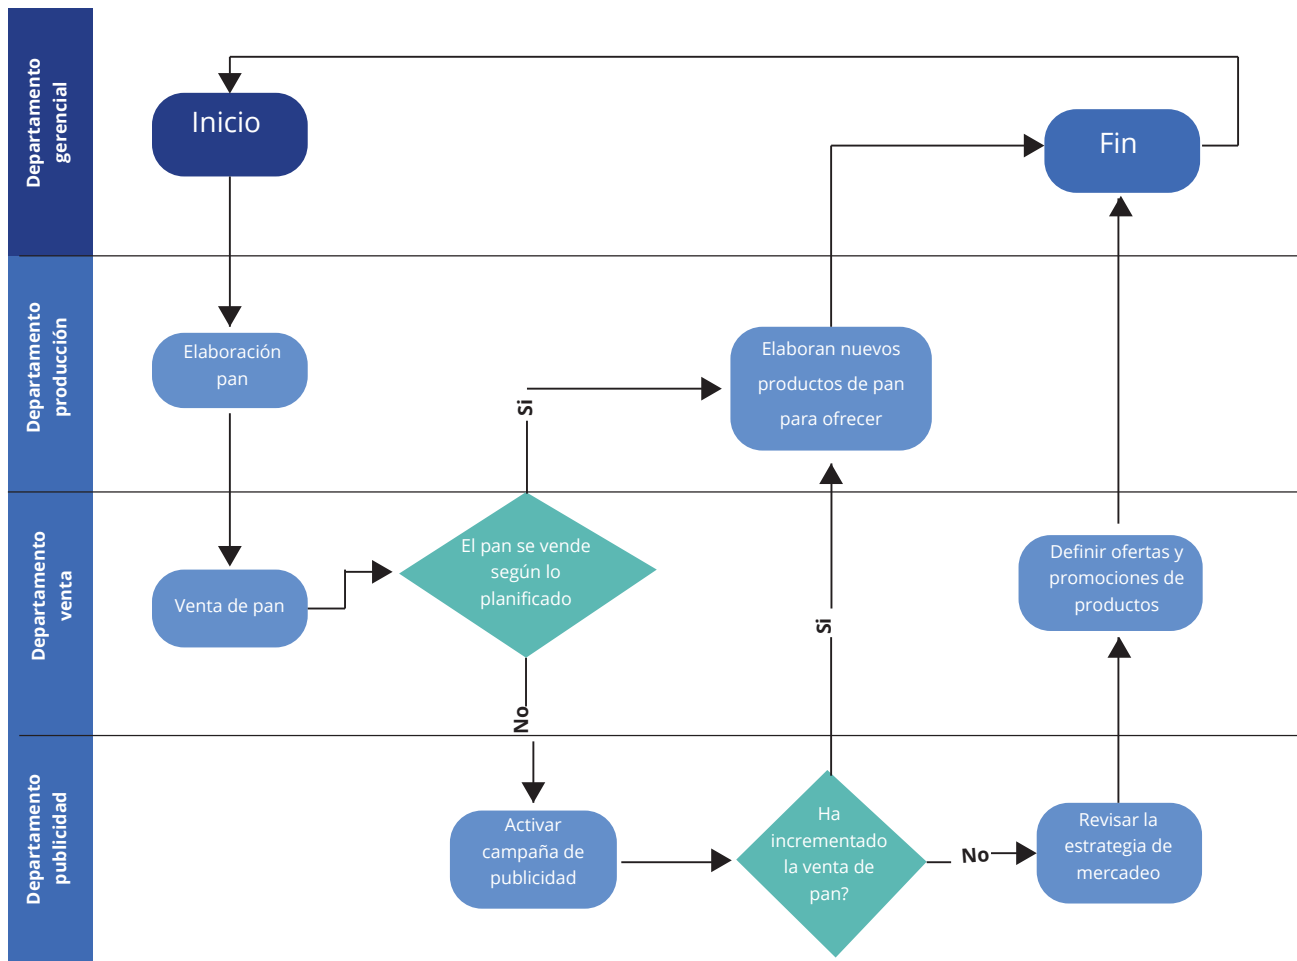 Departamento
gerencial
Inicio
Fin
Departamento
producción
Elaboración
pan
Si
Elaboran nuevos
productos de pan
para ofrecer
Departamento
venta
Venta de pan
El pan se vende
según lo
planificado
No
Si
Definir ofertas y
promociones de
productos
Departamento
publicidad
Activar
campaña de
publicidad
Ha
incrementado
la venta de
pan?
No
Revisar la
estrategia de
mercadeo